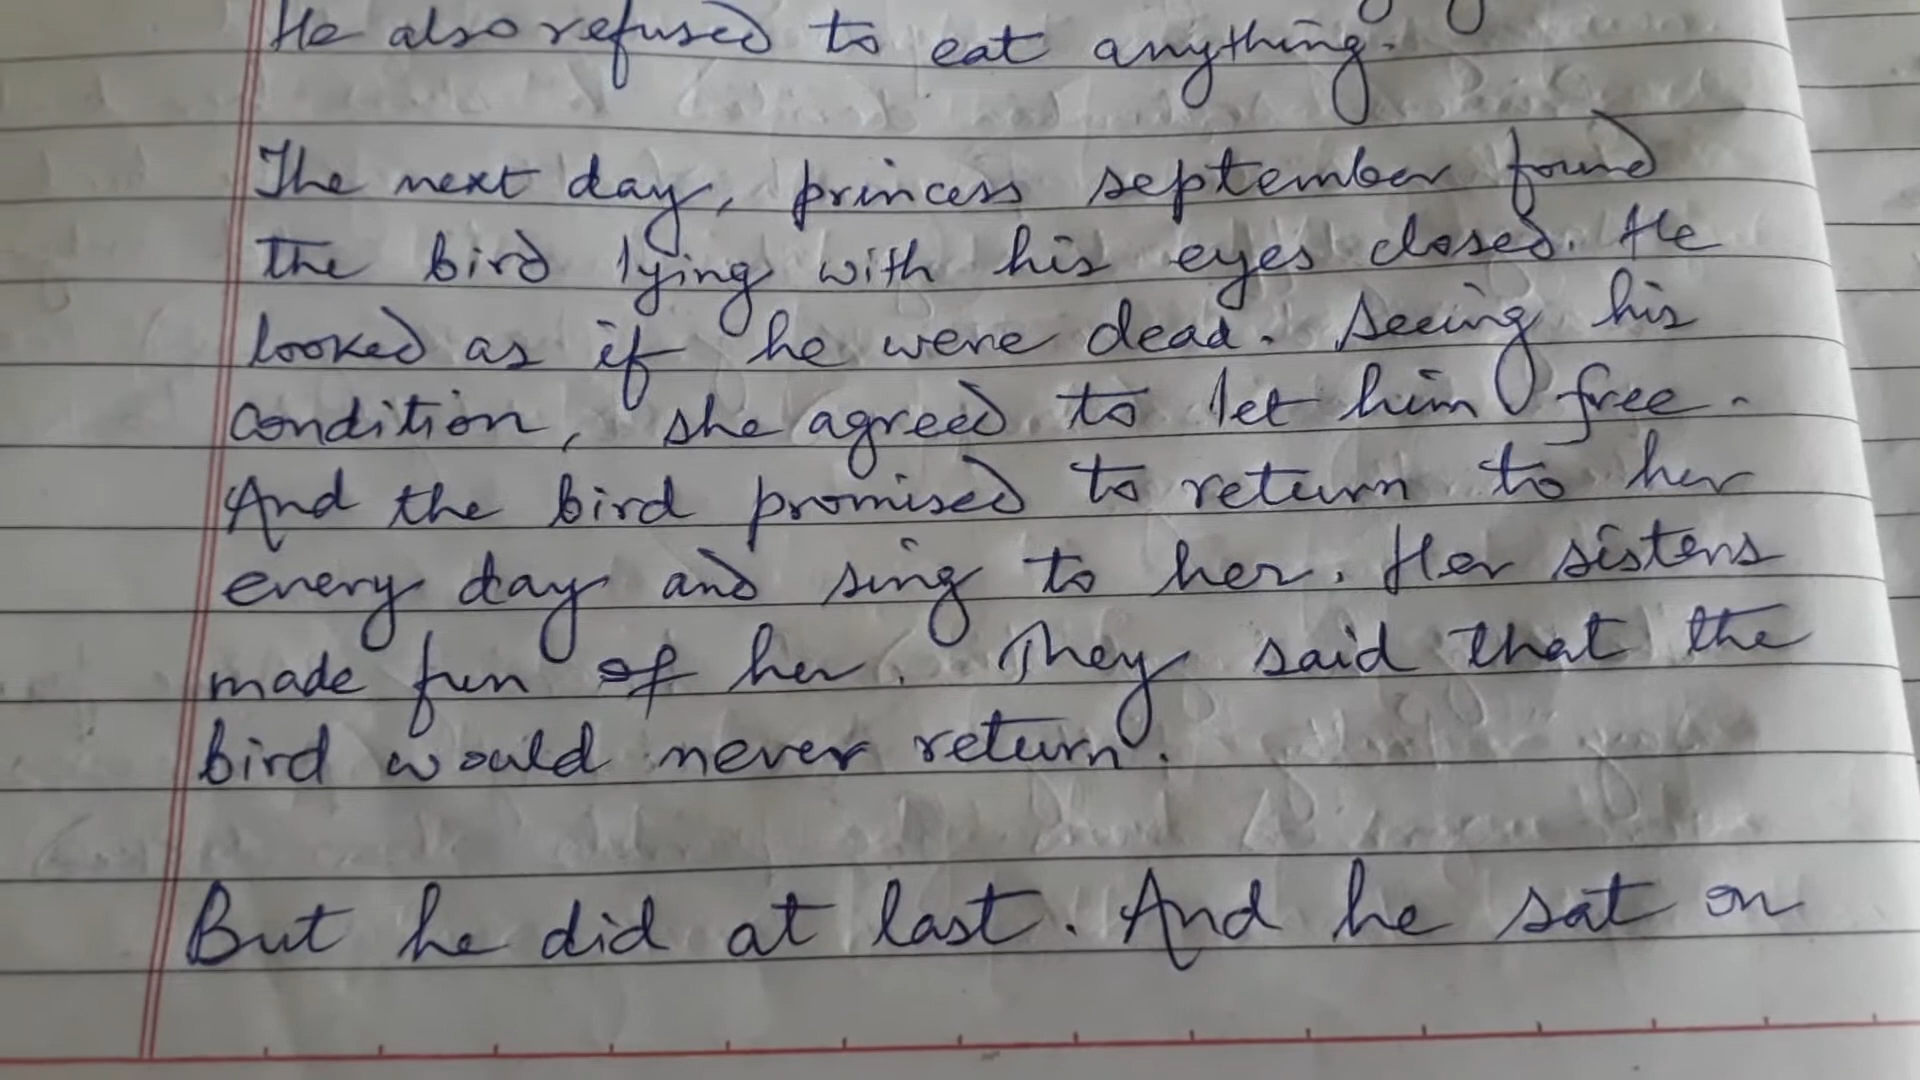 He also refused to eat anything.
The next day, princess september found
the bird lying with his eyes closed. He
looked as if he were dead. Seeing his
condition, she agreed to let him free.
And the bird promised to return to her
every day and sing to her. Her sisters
made fun of her. They said that the
bird would never return.
But he did at last. And he sat on